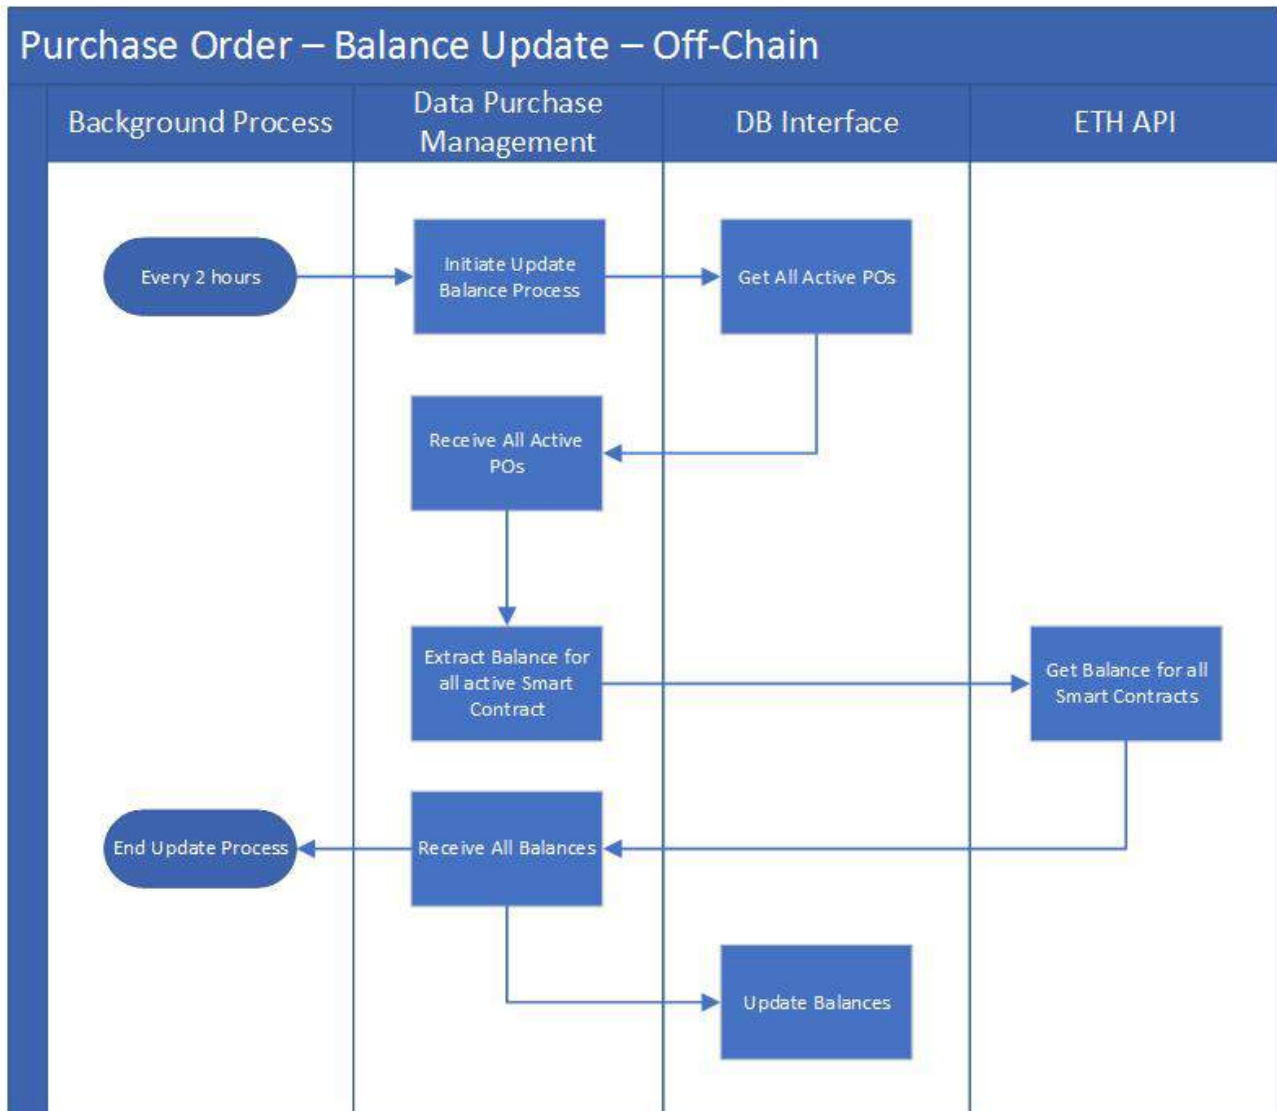 Purchase Order – Balance Update – Off-Chain
Background Process
Data Purchase
Management
DB Interface
ETH API
Every 2 hours
Initiate Update
Balance Process
Get All Active POs
Receive All Active
POs
Extract Balance for
all active Smart
Contract
Get Balance for all
Smart Contracts
End Update Process
Receive All Balances
Update Balances